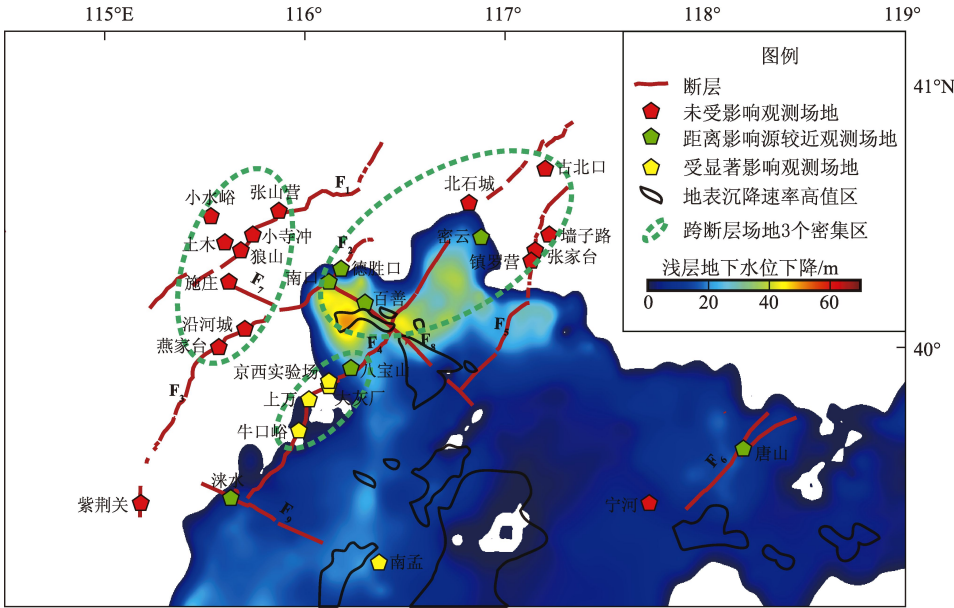 115°E
116°
117°
118°
119°
41°N
40°
图例
断层
未受影响观测场地
距离影响源较近观测场地
受显著影响观测场地
地表沉降速率高值区
跨断层场地3个密集区
浅层地下水位下降/m
0
20
40
60
古北口
北石城
小水峪
张山营
F₁
土木
小寺冲
狼山
密云
墙子路
张家台
镇罗营
F₂
德胜口
南口
施庄
百善
沿河城
燕家台
F₅
F₄
F₈
京西实验场
八宝山
大灰厂
上万
F₃
牛口峪
涞水
紫荆关
F₉
F₆
唐山
宁河
南孟